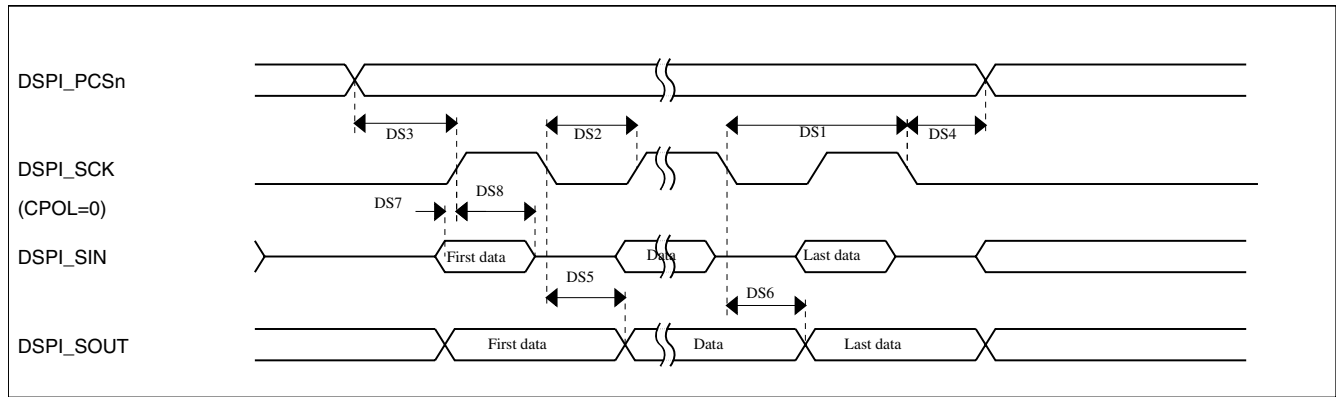 DSPI_PCSn
DS3
DS2
DS1
DS4
DSPI_SCK
(CPOL=0)
DS7
DS8
DSPI_SIN
First data
Data
Last data
DS5
DS6
DSPI_SOUT
First data
Data
Last data